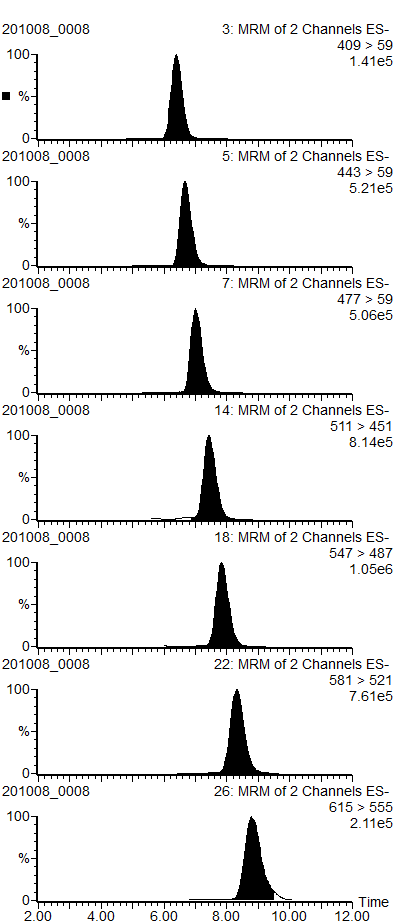 201008_0008 3: MRM of 2 Channels ES-
409 > 59
1.41e5
100
%
0
201008_0008 5: MRM of 2 Channels ES-
443 > 59
5.21e5
100
%
0
201008_0008 7: MRM of 2 Channels ES-
477 > 59
5.06e5
100
%
0
201008_0008 14: MRM of 2 Channels ES-
511 > 451
8.14e5
100
%
0
201008_0008 18: MRM of 2 Channels ES-
547 > 487
1.05e6
100
%
0
201008_0008 22: MRM of 2 Channels ES-
581 > 521
7.61e5
100
%
0
201008_0008 26: MRM of 2 Channels ES-
615 > 555
2.11e5
100
%
0
2.00 4.00 6.00 8.00 10.00 12.00 Time